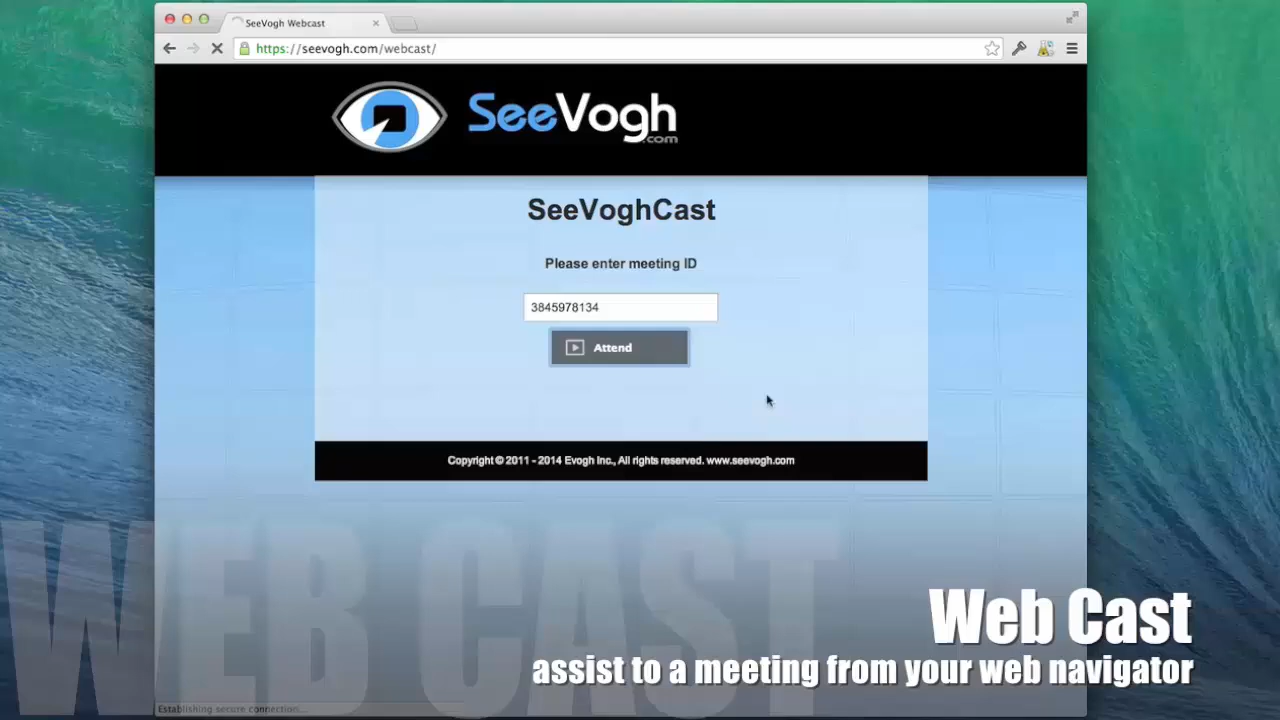 SeeVogh Webcast
https://seevogh.com/webcast/
SeeVogh
.com
SeeVoghCast
Please enter meeting ID
3845978134
Attend
Copyright © 2011 - 2014 Evogh Inc., All rights reserved. www.seevogh.com
WEB CAST
Web Cast
assist to a meeting from your web navigator
Establishing secure connection...